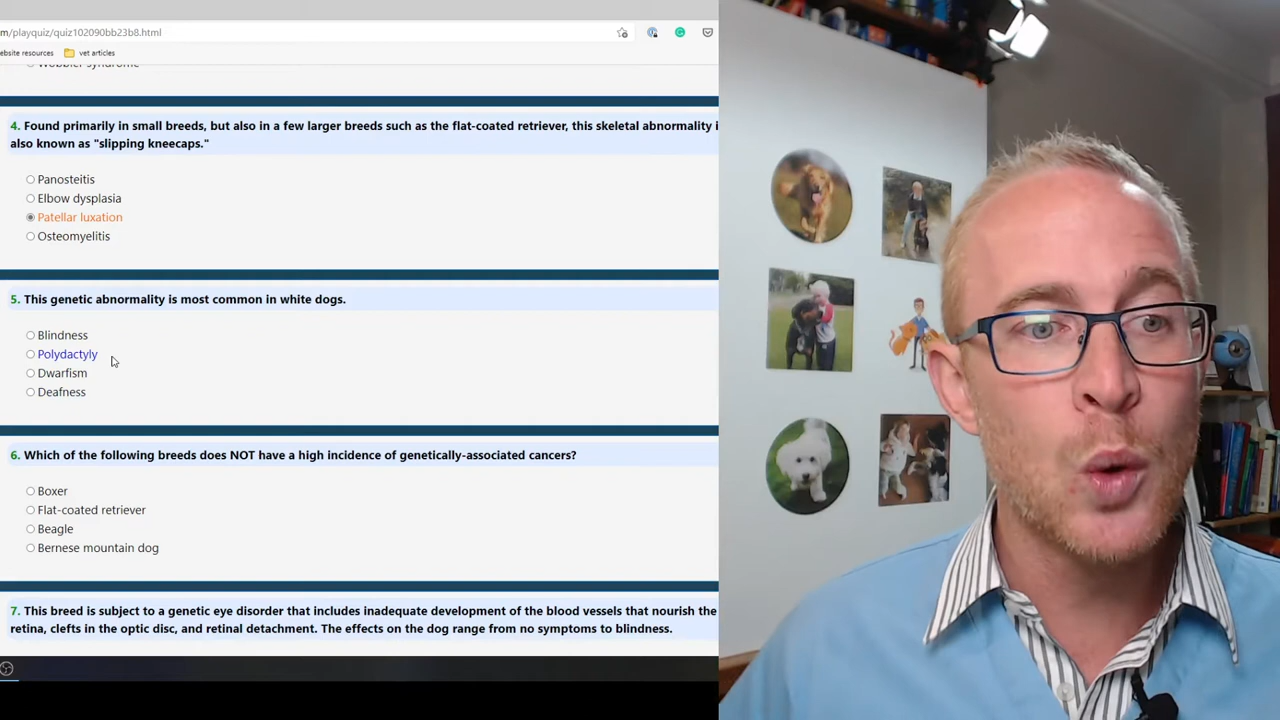 m/playquiz/quiz102090bb23b8.html
ebsite resources vet articles
Wobbler syndrome
4. Found primarily in small breeds, but also in a few larger breeds such as the flat-coated retriever, this skeletal abnormality i
also known as "slipping kneecaps."
Panosteitis
Elbow dysplasia
Patellar luxation
Osteomyelitis
5. This genetic abnormality is most common in white dogs.
Blindness
Polydactyly
Dwarfism
Deafness
6. Which of the following breeds does NOT have a high incidence of genetically-associated cancers?
Boxer
Flat-coated retriever
Beagle
Bernese mountain dog
7. This breed is subject to a genetic eye disorder that includes inadequate development of the blood vessels that nourish the
retina, clefts in the optic disc, and retinal detachment. The effects on the dog range from no symptoms to blindness.